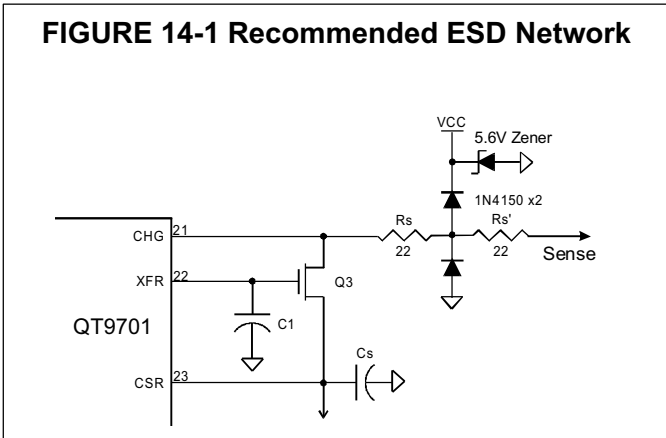 FIGURE 14-1 Recommended ESD Network
VCC
5.6V Zener
1N4150 x2
CHG
21
Rs
22
Rs'
22
Sense
XFR
22
Q3
C1
QT9701
CSR
23
Cs